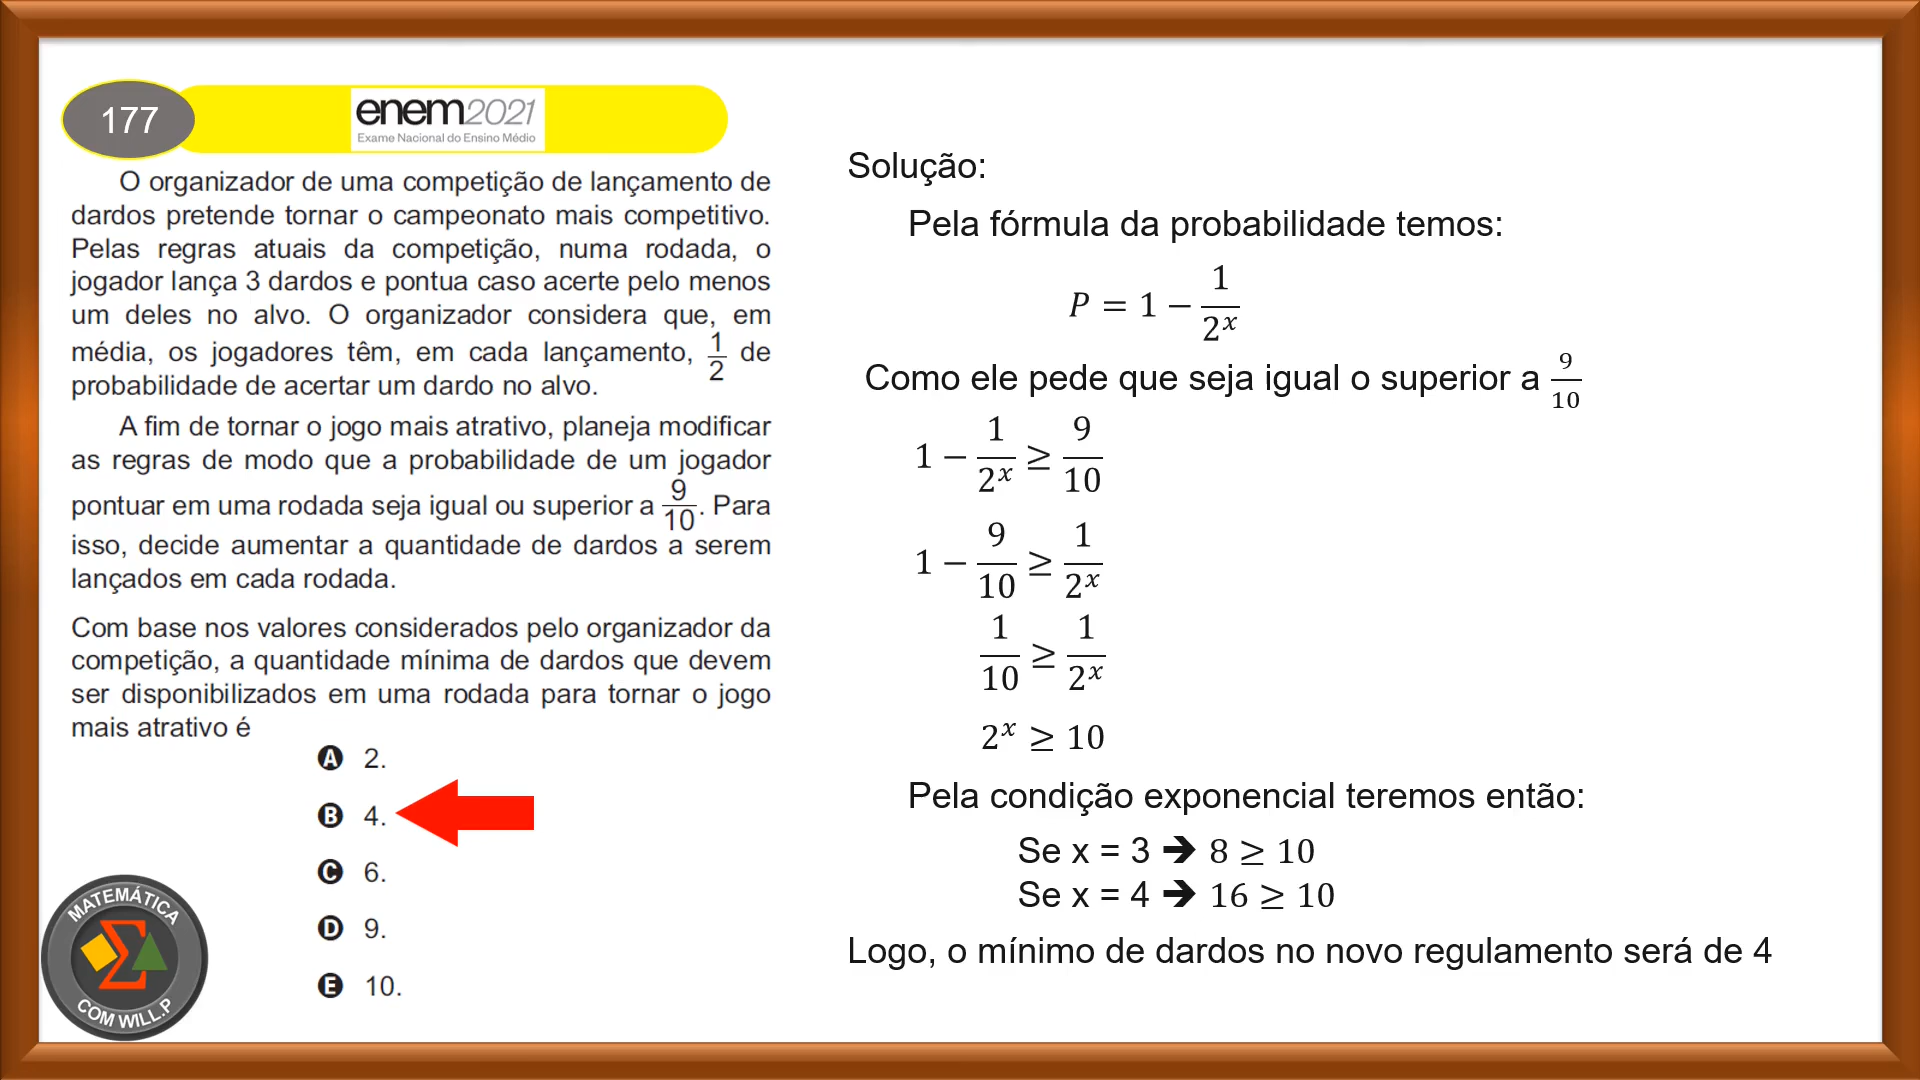 177
enem2021
Exame Nacional do Ensino Médio
O organizador de uma competição de lançamento de
dardos pretende tornar o campeonato mais competitivo.
Pelas regras atuais da competição, numa rodada, o
jogador lança 3 dardos e pontua caso acerte pelo menos
um deles no alvo. O organizador considera que, em
média, os jogadores têm, em cada lançamento, 1/2 de
probabilidade de acertar um dardo no alvo.
A fim de tornar o jogo mais atrativo, planeja modificar
as regras de modo que a probabilidade de um jogador
pontuar em uma rodada seja igual ou superior a 9/10. Para
isso, decide aumentar a quantidade de dardos a serem
lançados em cada rodada.
Com base nos valores considerados pelo organizador da
competição, a quantidade mínima de dardos que devem
ser disponibilizados em uma rodada para tornar o jogo
mais atrativo é
A 2.
B 4.
C 6.
D 9.
E 10.
MATEMÁTICA
COM WILL.P
Solução:
Pela fórmula da probabilidade temos:
P = 1 − 1/2^x
Como ele pede que seja igual o superior a 9/10
1 − 1/2^x ≥ 9/10
1 − 9/10 ≥ 1/2^x
1/10 ≥ 1/2^x
2^x ≥ 10
Pela condição exponencial teremos então:
Se x = 3 ➔ 8 ≥ 10
Se x = 4 ➔ 16 ≥ 10
Logo, o mínimo de dardos no novo regulamento será de 4